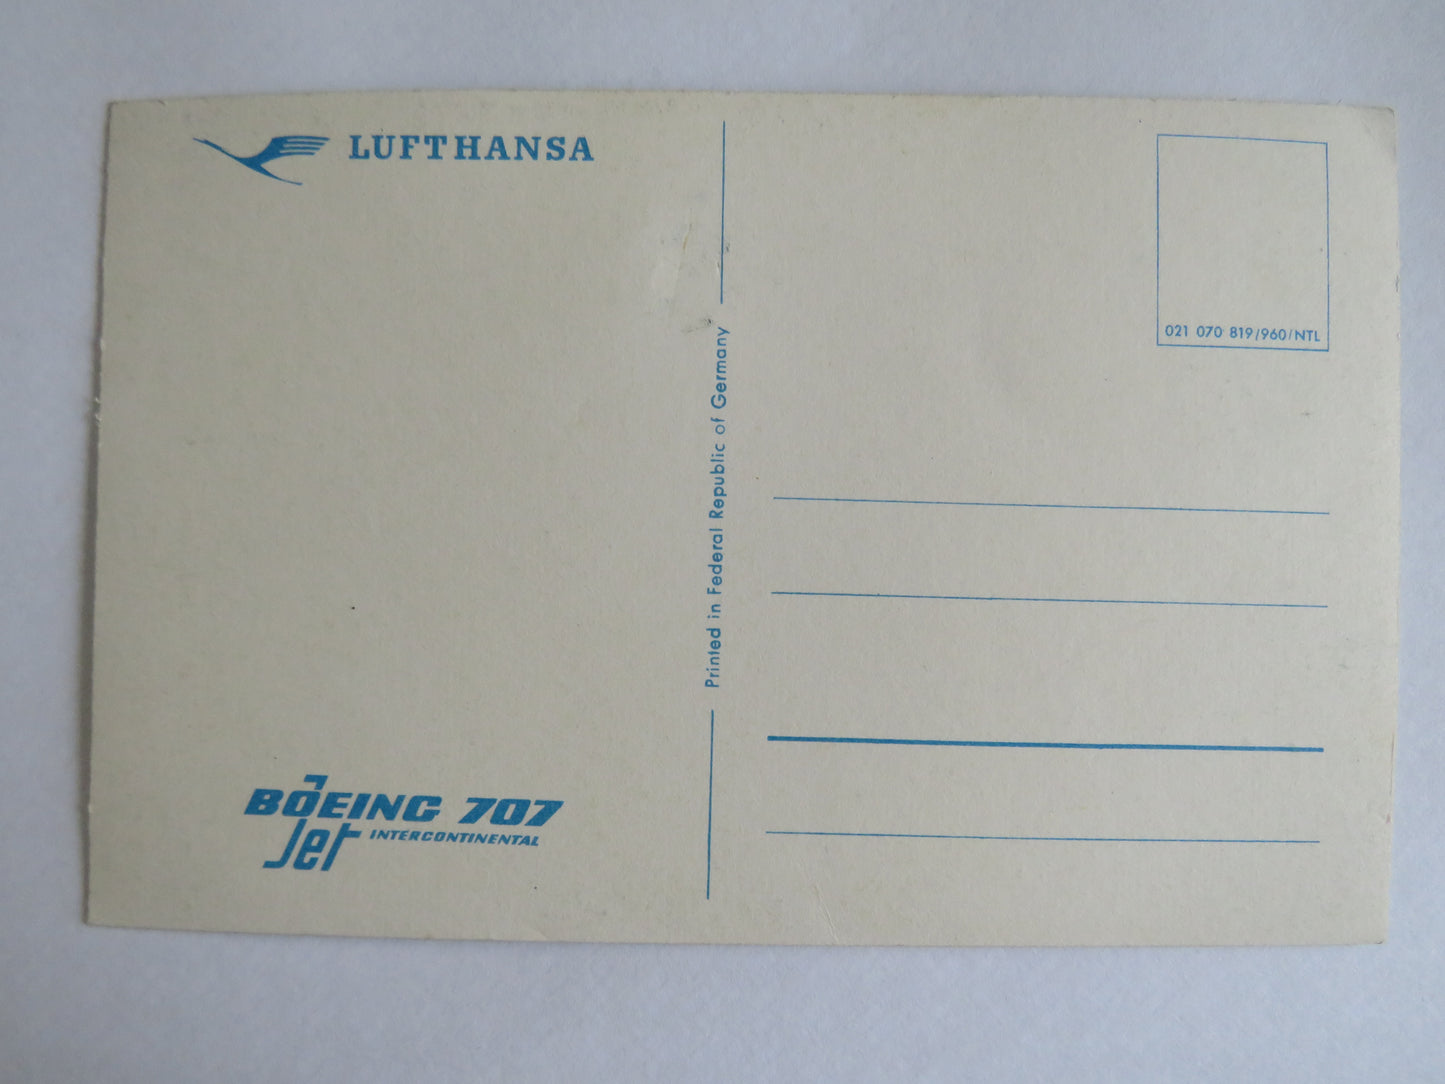 LUFTHANSA
021 070 819/960/NTL
Printed in Federal Republic of Germany
BOEING 707
Jet INTERCONTINENTAL